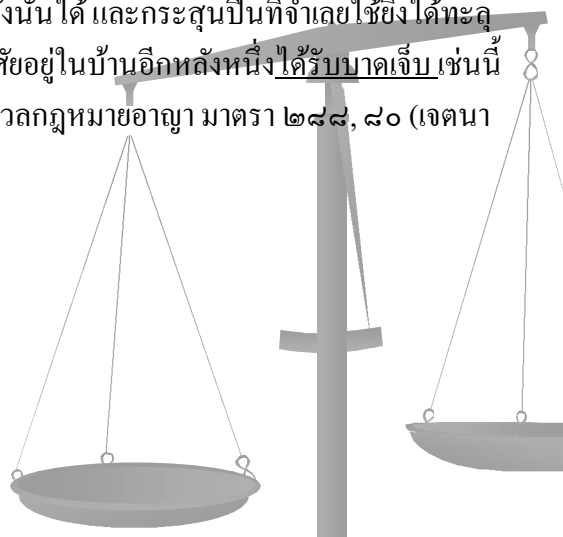 ังนั้นได้ และกระสุนปืนที่จำเลยใช้ยิงได้ทะลุ
ศัยอยู่ในบ้านอีกหลังหนึ่งได้รับบาดเจ็บ เช่นนี้
วลกฎหมายอาญา มาตรา ๒๘๘, ๘๐ (เจตนา